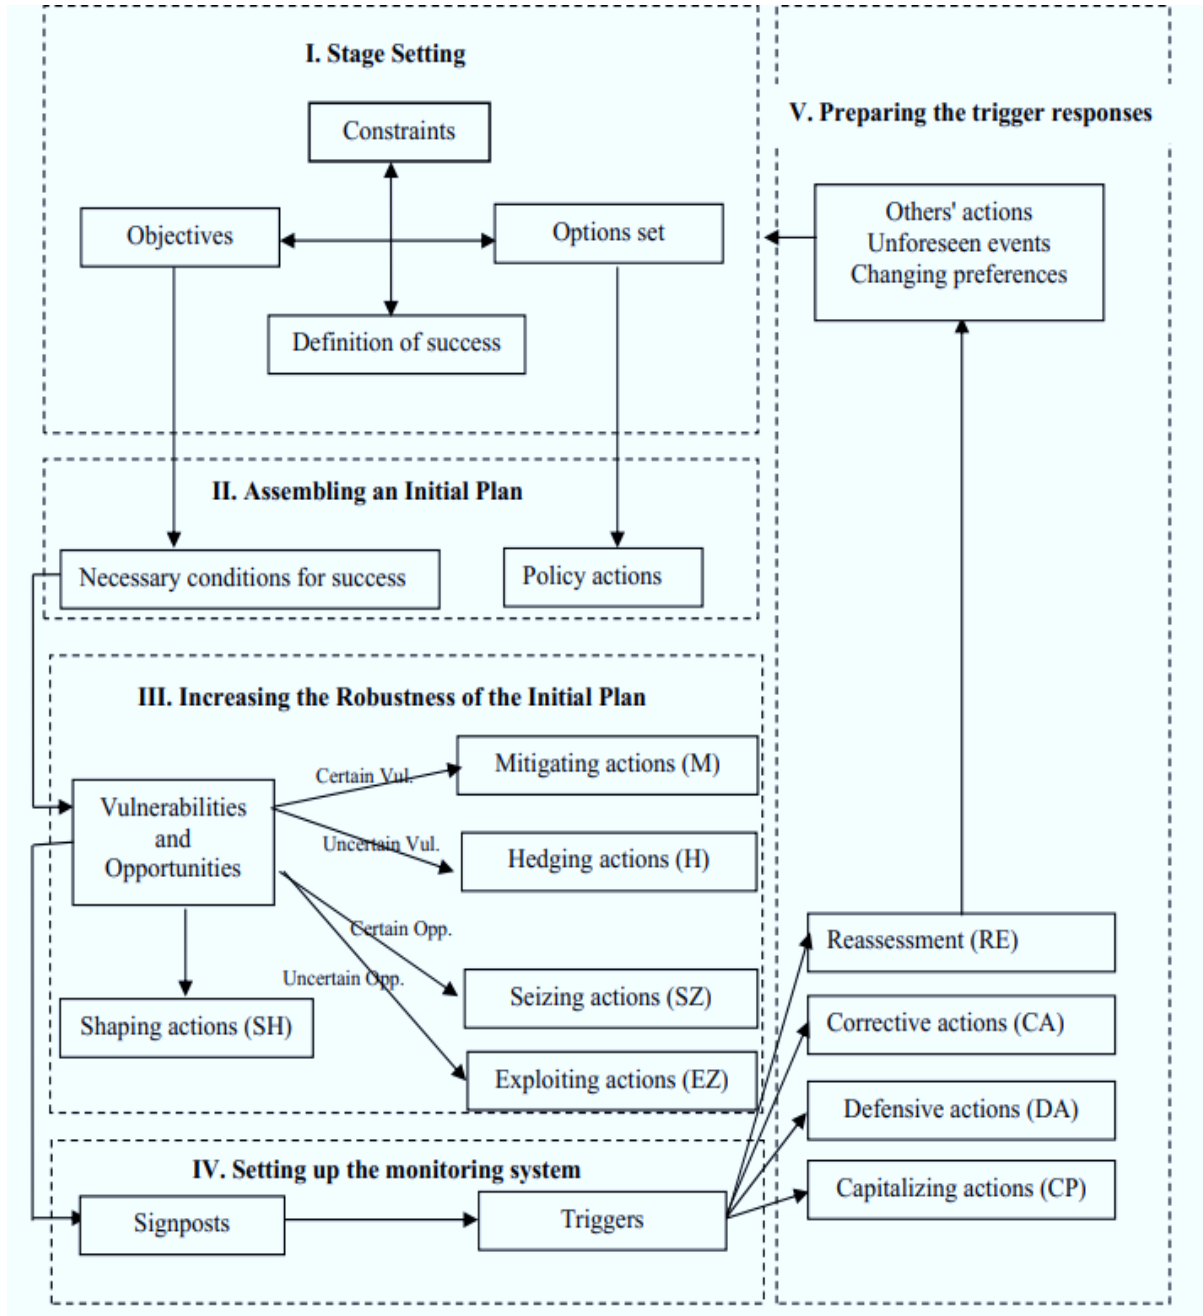 I. Stage Setting
Constraints
Objectives
Options set
Definition of success
II. Assembling an Initial Plan
Necessary conditions for success
Policy actions
III. Increasing the Robustness of the Initial Plan
Vulnerabilities
and
Opportunities
Certain Vul.
Mitigating actions (M)
Uncertain Vul.
Hedging actions (H)
Certain Opp.
Seizing actions (SZ)
Uncertain Opp.
Exploiting actions (EZ)
Shaping actions (SH)
IV. Setting up the monitoring system
Signposts
Triggers
V. Preparing the trigger responses
Others' actions
Unforeseen events
Changing preferences
Reassessment (RE)
Corrective actions (CA)
Defensive actions (DA)
Capitalizing actions (CP)